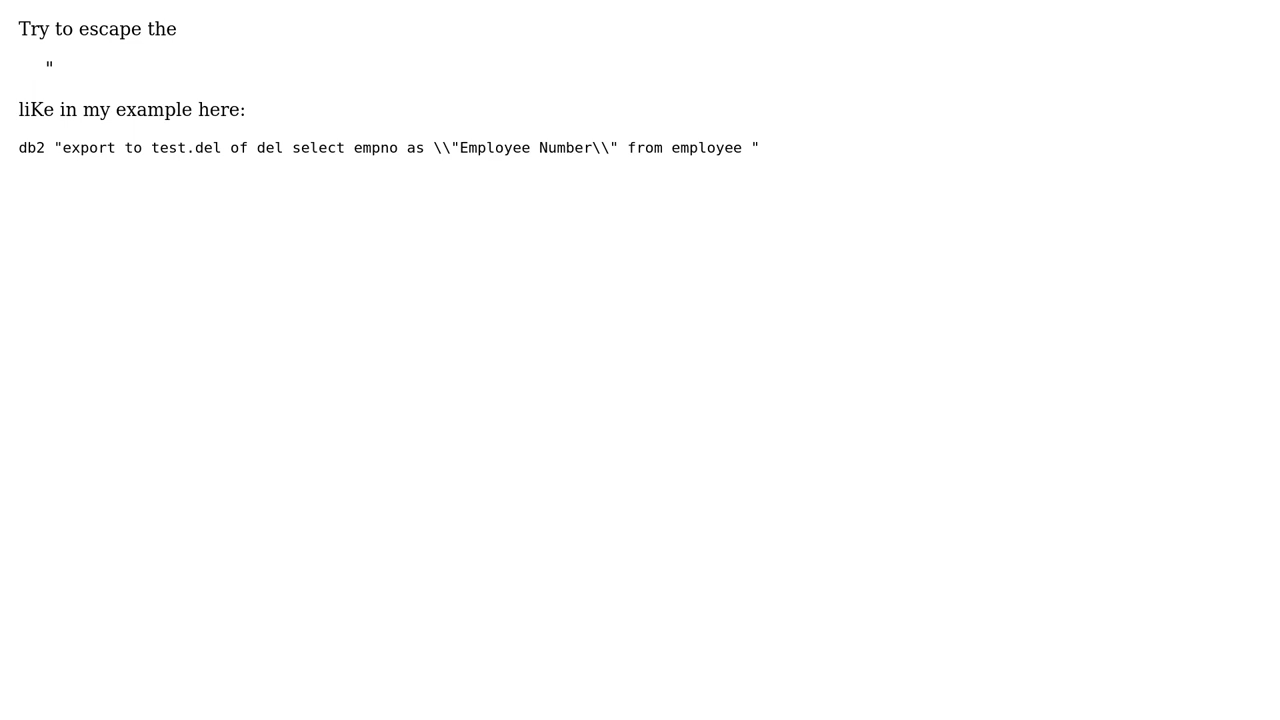 Try to escape the
"
liKe in my example here:
db2 "export to test.del of del select empno as \\"Employee Number\\" from employee "